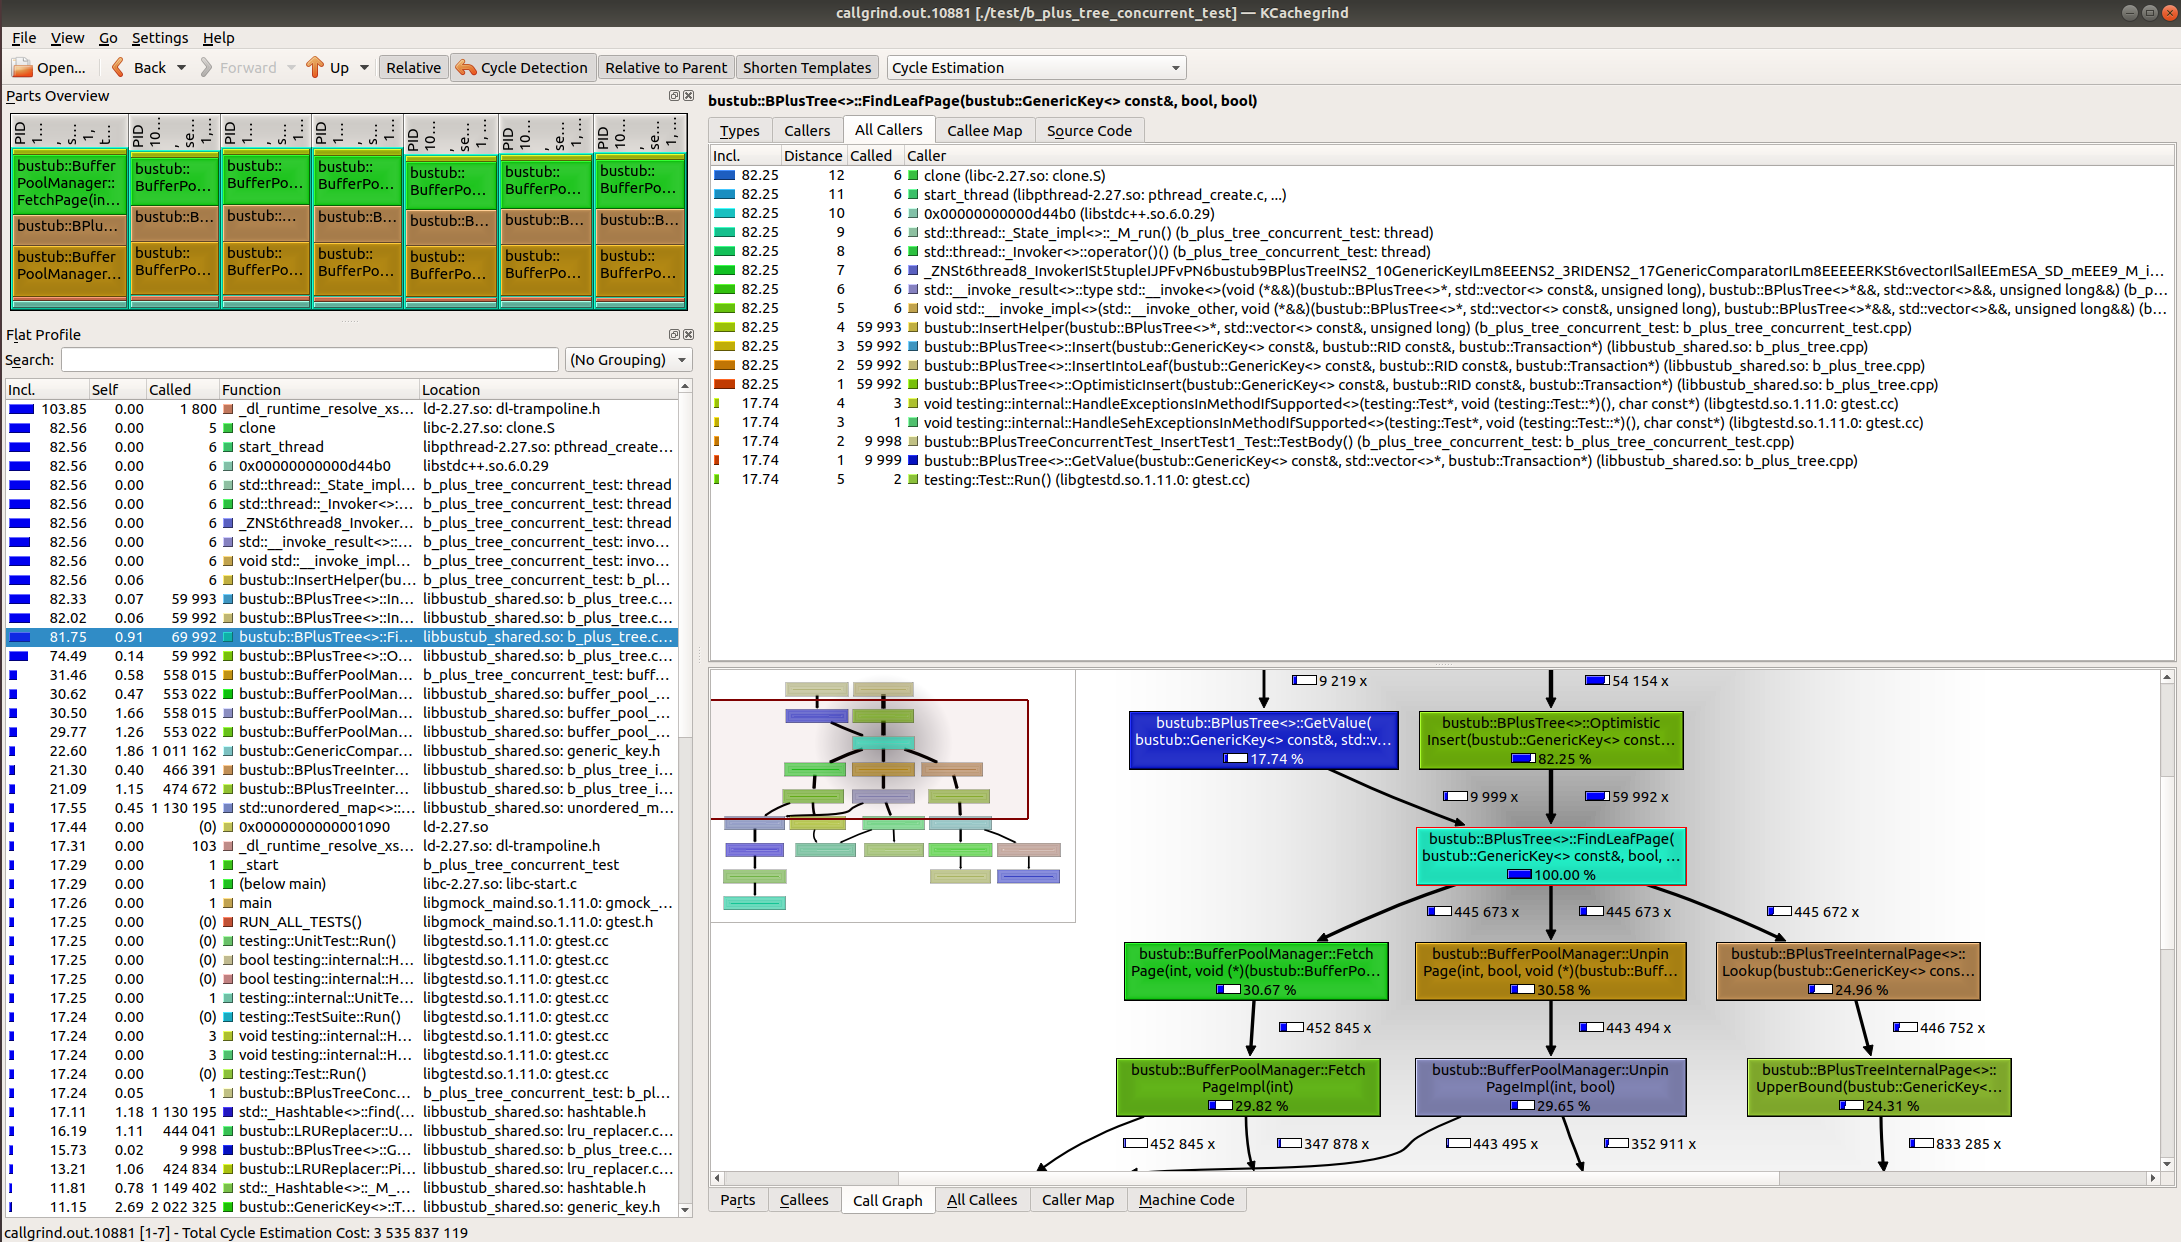 callgrind.out.10881 [./test/b_plus_tree_concurrent_test] — KCachegrind
File View Go Settings Help
Open... Back Forward Up Relative Cycle Detection Relative to Parent Shorten Templates Cycle Estimation
Parts Overview
PID 1... , s... 1, t...
PID 10... , se... 1, ...
PID 1... , s... 1...
PID 1... , s... 1...
PID 10... , se... 1, ...
PID 10... , se... 1, ...
PID 10... , se... 1, ...
bustub::Buffer
PoolManager::
FetchPage(in...
bustub::BPlu...
bustub::Buffer
PoolManager...
bustub::
BufferPo...
bustub::B...
bustub::
BufferPo...
bustub::
BufferPo...
bustub::...
bustub::
BufferPo...
bustub::
BufferPo...
bustub::B...
bustub::
BufferPo...
bustub::
BufferPo...
bustub::B...
bustub::
BufferPo...
bustub::
BufferPo...
bustub::B...
bustub::
BufferPo...
bustub::
BufferPo...
bustub::B...
bustub::
BufferPo...
Flat Profile
Search: (No Grouping)
Incl. Self Called Function Location
103.85 0.00 1 800 _dl_runtime_resolve_xs... ld-2.27.so: dl-trampoline.h
82.56 0.00 5 clone libc-2.27.so: clone.S
82.56 0.00 6 start_thread libpthread-2.27.so: pthread_create...
82.56 0.00 6 0x00000000000d44b0 libstdc++.so.6.0.29
82.56 0.00 6 std::thread::_State_impl... b_plus_tree_concurrent_test: thread
82.56 0.00 6 std::thread::_Invoker<>:... b_plus_tree_concurrent_test: thread
82.56 0.00 6 _ZNSt6thread8_Invoker... b_plus_tree_concurrent_test: thread
82.56 0.00 6 std::__invoke_result<>::... b_plus_tree_concurrent_test: invo...
82.56 0.00 6 void std::__invoke_impl... b_plus_tree_concurrent_test: invo...
82.56 0.06 6 bustub::InsertHelper(bu... b_plus_tree_concurrent_test: b_pl...
82.33 0.07 59 993 bustub::BPlusTree<>::In... libbustub_shared.so: b_plus_tree.c...
82.02 0.06 59 992 bustub::BPlusTree<>::In... libbustub_shared.so: b_plus_tree.c...
81.75 0.91 69 992 bustub::BPlusTree<>::Fi... libbustub_shared.so: b_plus_tree.c...
74.49 0.14 59 992 bustub::BPlusTree<>::O... libbustub_shared.so: b_plus_tree.c...
31.46 0.58 558 015 bustub::BufferPoolMan... b_plus_tree_concurrent_test: buff...
30.62 0.47 553 022 bustub::BufferPoolMan... libbustub_shared.so: buffer_pool_...
30.50 1.66 558 015 bustub::BufferPoolMan... libbustub_shared.so: buffer_pool_...
29.77 1.26 553 022 bustub::BufferPoolMan... libbustub_shared.so: buffer_pool_...
22.60 1.86 1 011 162 bustub::GenericCompar... libbustub_shared.so: generic_key.h
21.30 0.40 466 391 bustub::BPlusTreeInter... libbustub_shared.so: b_plus_tree_i...
21.09 1.15 474 672 bustub::BPlusTreeInter... libbustub_shared.so: b_plus_tree_i...
17.55 0.45 1 130 195 std::unordered_map<>::... libbustub_shared.so: unordered_m...
17.44 0.00 (0) 0x0000000000001090 ld-2.27.so
17.31 0.00 103 _dl_runtime_resolve_xs... ld-2.27.so: dl-trampoline.h
17.29 0.00 1 _start b_plus_tree_concurrent_test
17.29 0.00 1 (below main) libc-2.27.so: libc-start.c
17.26 0.00 1 main libgmock_maind.so.1.11.0: gmock_...
17.25 0.00 (0) RUN_ALL_TESTS() libgmock_maind.so.1.11.0: gtest.h
17.25 0.00 (0) testing::UnitTest::Run() libgtestd.so.1.11.0: gtest.cc
17.25 0.00 (0) bool testing::internal::H... libgtestd.so.1.11.0: gtest.cc
17.25 0.00 (0) bool testing::internal::H... libgtestd.so.1.11.0: gtest.cc
17.25 0.00 1 testing::internal::UnitTe... libgtestd.so.1.11.0: gtest.cc
17.24 0.00 (0) testing::TestSuite::Run() libgtestd.so.1.11.0: gtest.cc
17.24 0.00 3 void testing::internal::H... libgtestd.so.1.11.0: gtest.cc
17.24 0.00 3 void testing::internal::H... libgtestd.so.1.11.0: gtest.cc
17.24 0.00 (0) testing::Test::Run() libgtestd.so.1.11.0: gtest.cc
17.24 0.05 1 bustub::BPlusTreeConc... b_plus_tree_concurrent_test: b_pl...
17.11 1.18 1 130 195 std::_Hashtable<>::find(... libbustub_shared.so: hashtable.h
16.19 1.11 444 041 bustub::LRUReplacer::U... libbustub_shared.so: lru_replacer.c...
15.73 0.02 9 998 bustub::BPlusTree<>::G... libbustub_shared.so: b_plus_tree.c...
13.21 1.06 424 834 bustub::LRUReplacer::Pi... libbustub_shared.so: lru_replacer.c...
11.81 0.78 1 149 402 std::_Hashtable<>::_M_... libbustub_shared.so: hashtable.h
11.15 2.69 2 022 325 bustub::GenericKey<>::T... libbustub_shared.so: generic_key.h
bustub::BPlusTree<>::FindLeafPage(bustub::GenericKey<> const&, bool, bool)
Types Callers All Callers Callee Map Source Code
Incl. Distance Called Caller
82.25 12 6 clone (libc-2.27.so: clone.S)
82.25 11 6 start_thread (libpthread-2.27.so: pthread_create.c, ...)
82.25 10 6 0x00000000000d44b0 (libstdc++.so.6.0.29)
82.25 9 6 std::thread::_State_impl<>::_M_run() (b_plus_tree_concurrent_test: thread)
82.25 8 6 std::thread::_Invoker<>::operator()() (b_plus_tree_concurrent_test: thread)
82.25 7 6 _ZNSt6thread8_InvokerISt5tupleIJPFvPN6bustub9BPlusTreeINS2_10GenericKeyILm8EEENS2_3RIDENS2_17GenericComparatorILm8EEEEERKSt6vectorIlSaIlEEmESA_SD_mEEE9_M_i...
82.25 6 6 std::__invoke_result<>::type std::__invoke<>(void (*&&)(bustub::BPlusTree<>*, std::vector<> const&, unsigned long), bustub::BPlusTree<>*&&, std::vector<>&&, unsigned long&&) (b_p...
82.25 5 6 void std::__invoke_impl<>(std::__invoke_other, void (*&&)(bustub::BPlusTree<>*, std::vector<> const&, unsigned long), bustub::BPlusTree<>*&&, std::vector<>&&, unsigned long&&) (b...
82.25 4 59 993 bustub::InsertHelper(bustub::BPlusTree<>*, std::vector<> const&, unsigned long) (b_plus_tree_concurrent_test: b_plus_tree_concurrent_test.cpp)
82.25 3 59 992 bustub::BPlusTree<>::Insert(bustub::GenericKey<> const&, bustub::RID const&, bustub::Transaction*) (libbustub_shared.so: b_plus_tree.cpp)
82.25 2 59 992 bustub::BPlusTree<>::InsertIntoLeaf(bustub::GenericKey<> const&, bustub::RID const&, bustub::Transaction*) (libbustub_shared.so: b_plus_tree.cpp)
82.25 1 59 992 bustub::BPlusTree<>::OptimisticInsert(bustub::GenericKey<> const&, bustub::RID const&, bustub::Transaction*) (libbustub_shared.so: b_plus_tree.cpp)
17.74 4 3 void testing::internal::HandleExceptionsInMethodIfSupported<>(testing::Test*, void (testing::Test::*)(), char const*) (libgtestd.so.1.11.0: gtest.cc)
17.74 3 1 void testing::internal::HandleSehExceptionsInMethodIfSupported<>(testing::Test*, void (testing::Test::*)(), char const*) (libgtestd.so.1.11.0: gtest.cc)
17.74 2 9 998 bustub::BPlusTreeConcurrentTest_InsertTest1_Test::TestBody() (b_plus_tree_concurrent_test: b_plus_tree_concurrent_test.cpp)
17.74 1 9 999 bustub::BPlusTree<>::GetValue(bustub::GenericKey<> const&, std::vector<>*, bustub::Transaction*) (libbustub_shared.so: b_plus_tree.cpp)
17.74 5 2 testing::Test::Run() (libgtestd.so.1.11.0: gtest.cc)
9 219 x 54 154 x
bustub::BPlusTree<>::GetValue(
bustub::GenericKey<> const&, std::v...
17.74 %
bustub::BPlusTree<>::Optimistic
Insert(bustub::GenericKey<> const...
82.25 %
9 999 x 59 992 x
bustub::BPlusTree<>::FindLeafPage(
bustub::GenericKey<> const&, bool, ...
100.00 %
445 673 x 445 673 x 445 672 x
bustub::BufferPoolManager::Fetch
Page(int, void (*)(bustub::BufferPo...
30.67 %
bustub::BufferPoolManager::Unpin
Page(int, bool, void (*)(bustub::Buff...
30.58 %
bustub::BPlusTreeInternalPage<>::
Lookup(bustub::GenericKey<> cons...
24.96 %
452 845 x 443 494 x 446 752 x
bustub::BufferPoolManager::Fetch
PageImpl(int)
29.82 %
bustub::BufferPoolManager::Unpin
PageImpl(int, bool)
29.65 %
bustub::BPlusTreeInternalPage<>::
UpperBound(bustub::GenericKey<...
24.31 %
452 845 x 347 878 x 443 495 x 352 911 x 833 285 x
Parts Callees Call Graph All Callees Caller Map Machine Code
callgrind.out.10881 [1-7] - Total Cycle Estimation Cost: 3 535 837 119